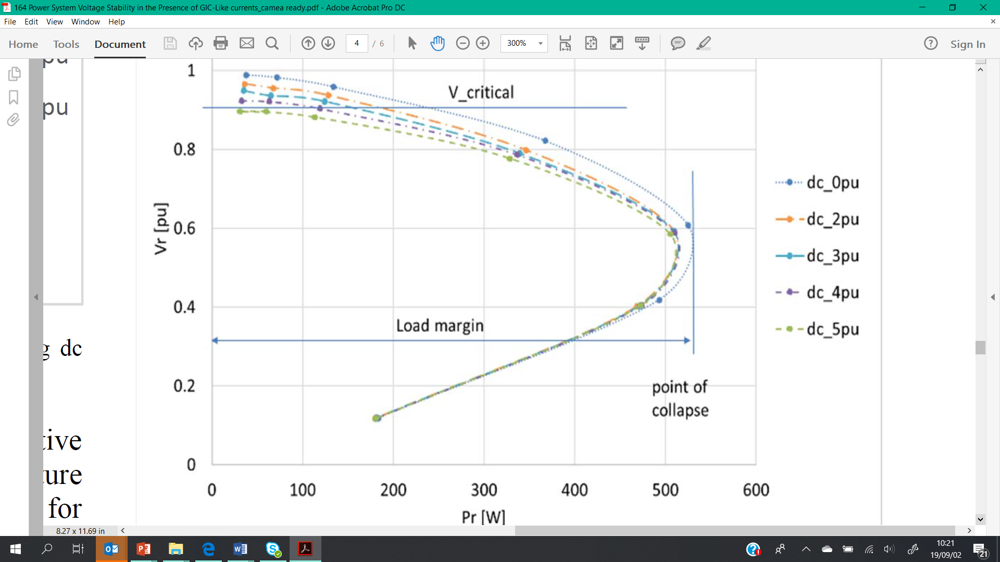 164 Power System Voltage Stability in the Presence of GIC-Like currents_camea ready.pdf - Adobe Acrobat Pro DC
File Edit View Window Help
Home Tools Document 4 / 6 300% Sign In
pu
pu
g dc
tive
ture
for
1
0.8
0.6
0.4
0.2
0
Vr [pu]
V_critical
Load margin
point of
collapse
dc_0pu
dc_2pu
dc_3pu
dc_4pu
dc_5pu
0 100 200 300 400 500 600
Pr [W]
8.27 x 11.69 in
10:21
19/09/02
21